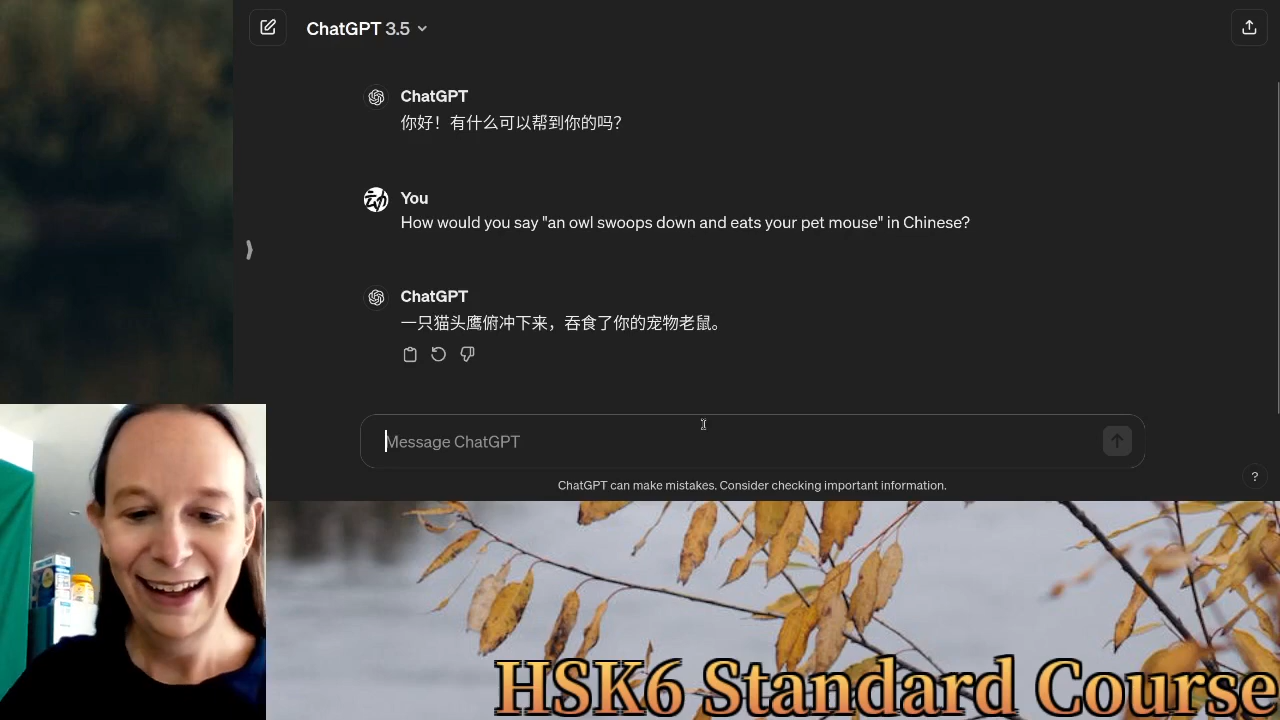 ChatGPT 3.5
ChatGPT
你好！有什么可以帮到你的吗？
You
How would you say "an owl swoops down and eats your pet mouse" in Chinese?
ChatGPT
一只猫头鹰俯冲下来，吞食了你的宠物老鼠。
Message ChatGPT
ChatGPT can make mistakes. Consider checking important information.
?
HSK6 Standard Course